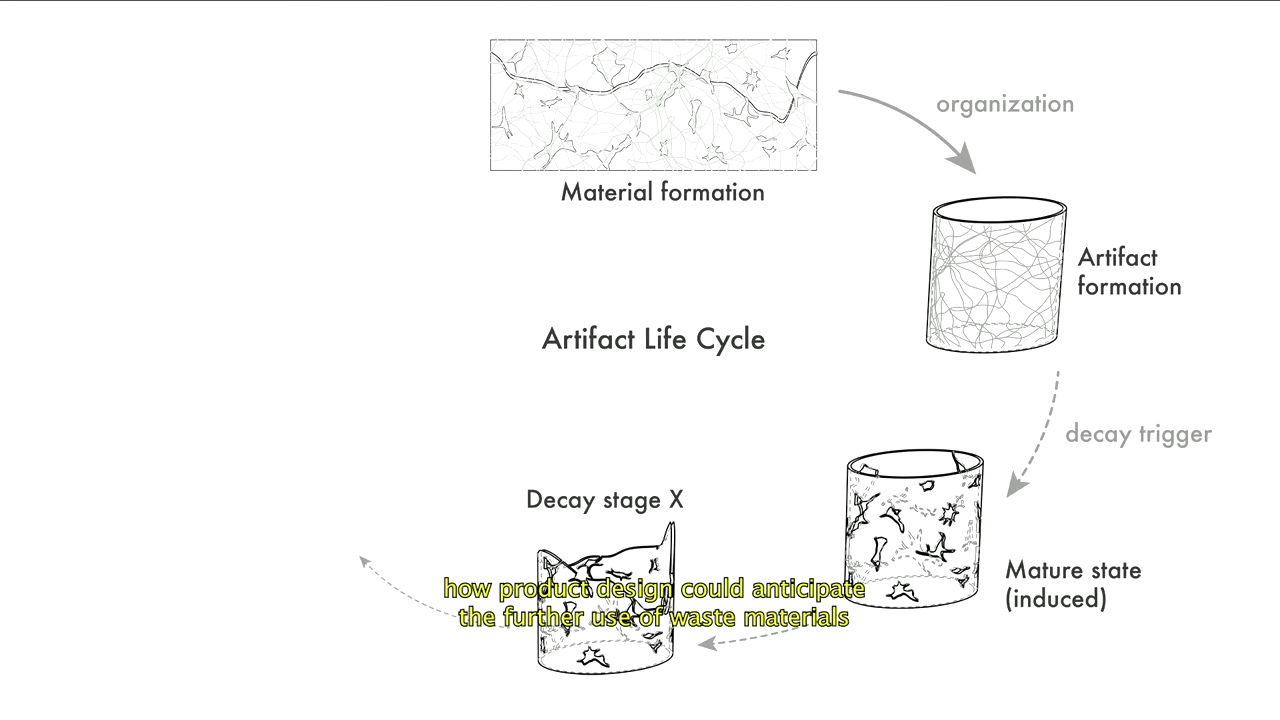 organization
Material formation
Artifact
formation
Artifact Life Cycle
decay trigger
Decay stage X
Mature state
(induced)
how product design could anticipate
the further use of waste materials